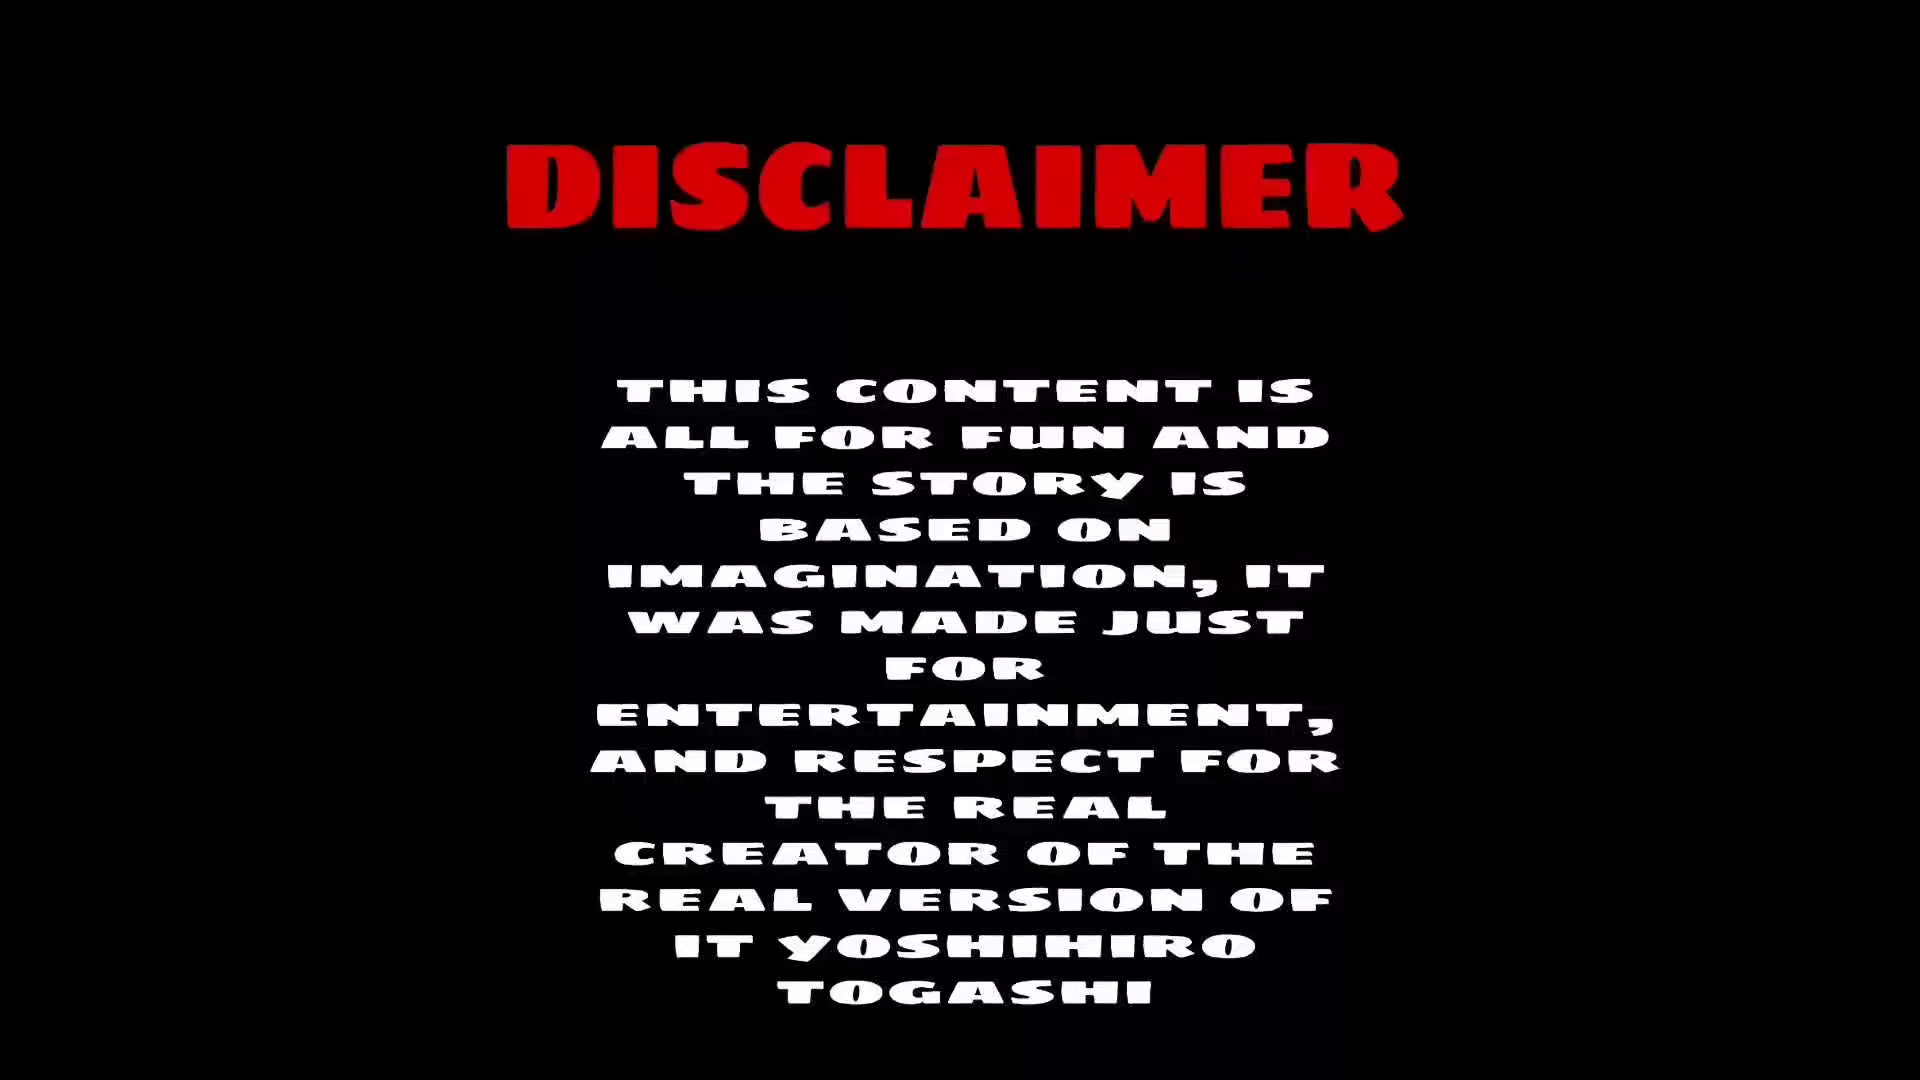 DISCLAIMER
THIS CONTENT IS
ALL FOR FUN AND
THE STORY IS
BASED ON
IMAGINATION, IT
WAS MADE JUST
FOR
ENTERTAINMENT,
AND RESPECT FOR
THE REAL
CREATOR OF THE
REAL VERSION OF
IT YOSHIHIRO
TOGASHI